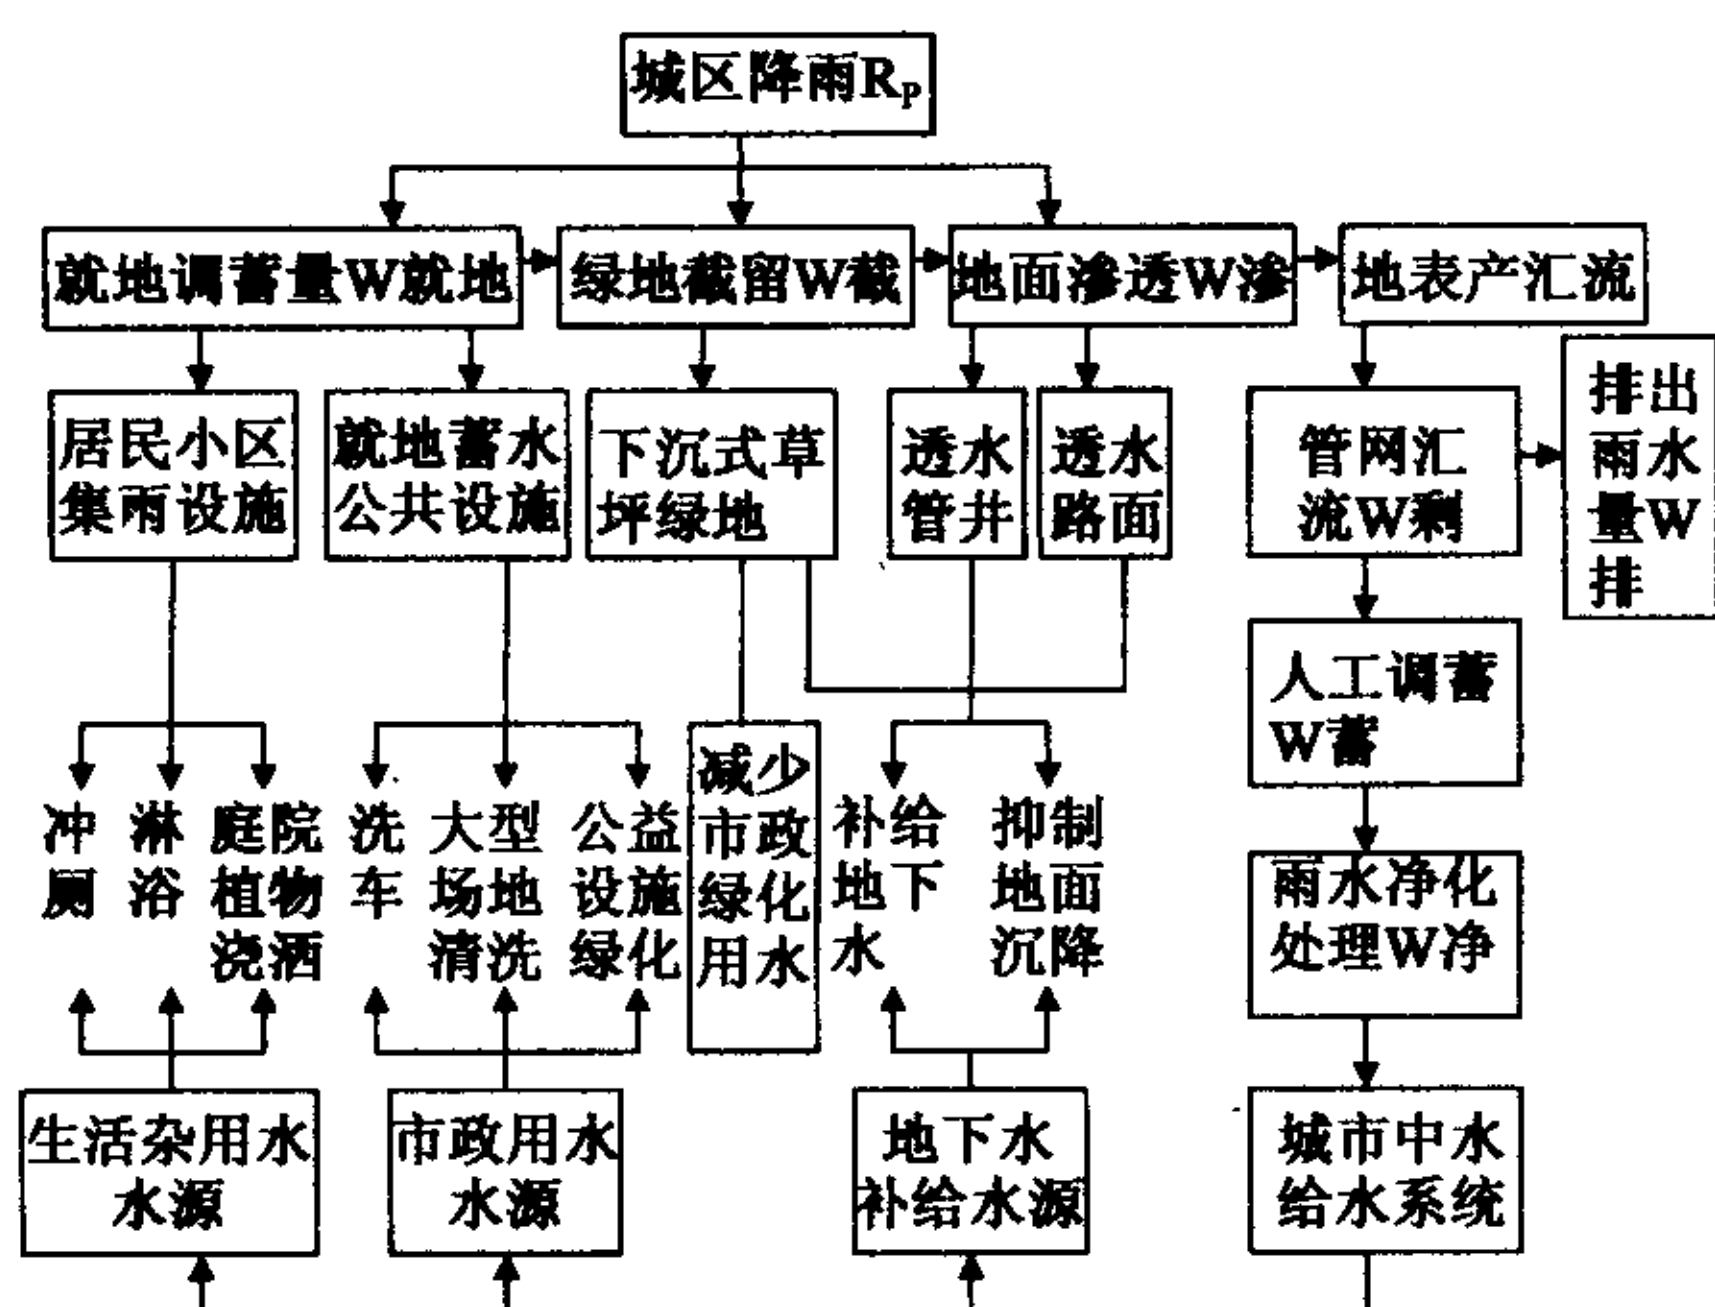 城区降雨Rp
就地调蓄量W就地
绿地截留W截
地面渗透W渗
地表产汇流
居民小区
集雨设施
就地蓄水
公共设施
下沉式草
坪绿地
透水
管井
透水
路面
管网汇
流W剩
排出
雨水
量W
排
人工调蓄
W蓄
冲
厕
淋
浴
庭院
植物
浇洒
洗
车
大型
场地
清洗
公益
设施
绿化
减少
市政
绿化
用水
补给
地下
水
抑制
地面
沉降
雨水净化
处理W净
生活杂用水
水源
市政用水
水源
地下水
补给水源
城市中水
给水系统